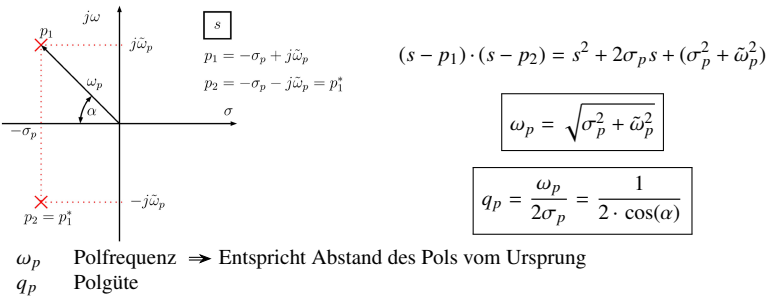 jω
s
p₁
jω̃ₚ
p₁ = −σₚ + jω̃ₚ
p₂ = −σₚ − jω̃ₚ = p₁*
ωₚ
α
σ
−σₚ
−jω̃ₚ
p₂ = p₁*
(s − p₁)·(s − p₂) = s² + 2σₚs + (σₚ² + ω̃ₚ²)
ωₚ = √(σₚ² + ω̃ₚ²)
qₚ = ωₚ / 2σₚ = 1 / 2 · cos(α)
ωₚ Polfrequenz ⇒ Entspricht Abstand des Pols vom Ursprung
qₚ Polgüte